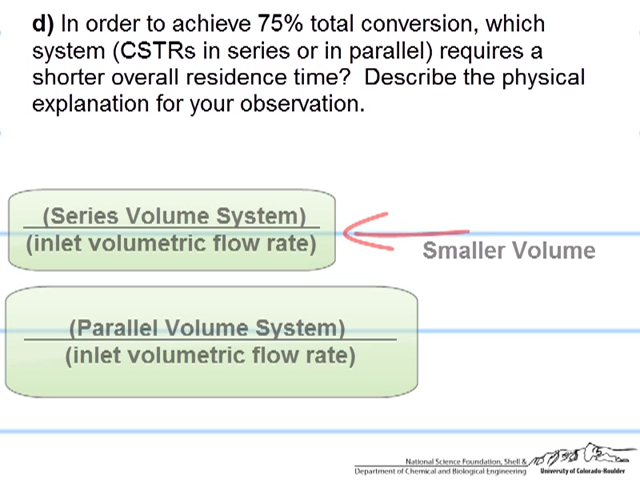 d) In order to achieve 75% total conversion, which
system (CSTRs in series or in parallel) requires a
shorter overall residence time?  Describe the physical
explanation for your observation.
(Series Volume System)
(inlet volumetric flow rate)
Smaller Volume
(Parallel Volume System)
(inlet volumetric flow rate)
National Science Foundation, Shell &
Department of Chemical and Biological Engineering
University of Colorado-Boulder